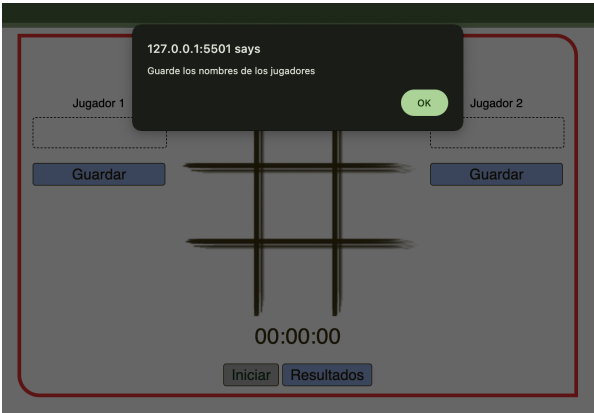 127.0.0.1:5501 says
Guarde los nombres de los jugadores
OK
Jugador 1
Jugador 2
Guardar
Guardar
00:00:00
Iniciar
Resultados